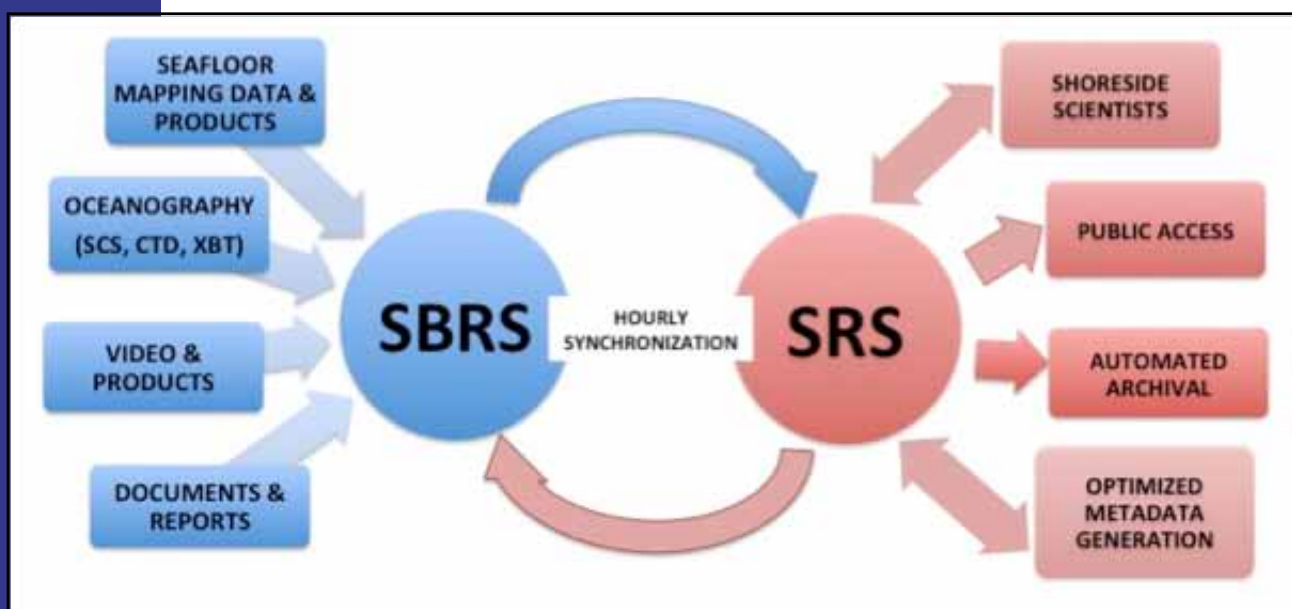 SEAFLOOR
MAPPING DATA &
PRODUCTS
OCEANOGRAPHY
(SCS, CTD, XBT)
VIDEO &
PRODUCTS
DOCUMENTS &
REPORTS
SBRS
HOURLY
SYNCHRONIZATION
SRS
SHORESIDE
SCIENTISTS
PUBLIC ACCESS
AUTOMATED
ARCHIVAL
OPTIMIZED
METADATA
GENERATION